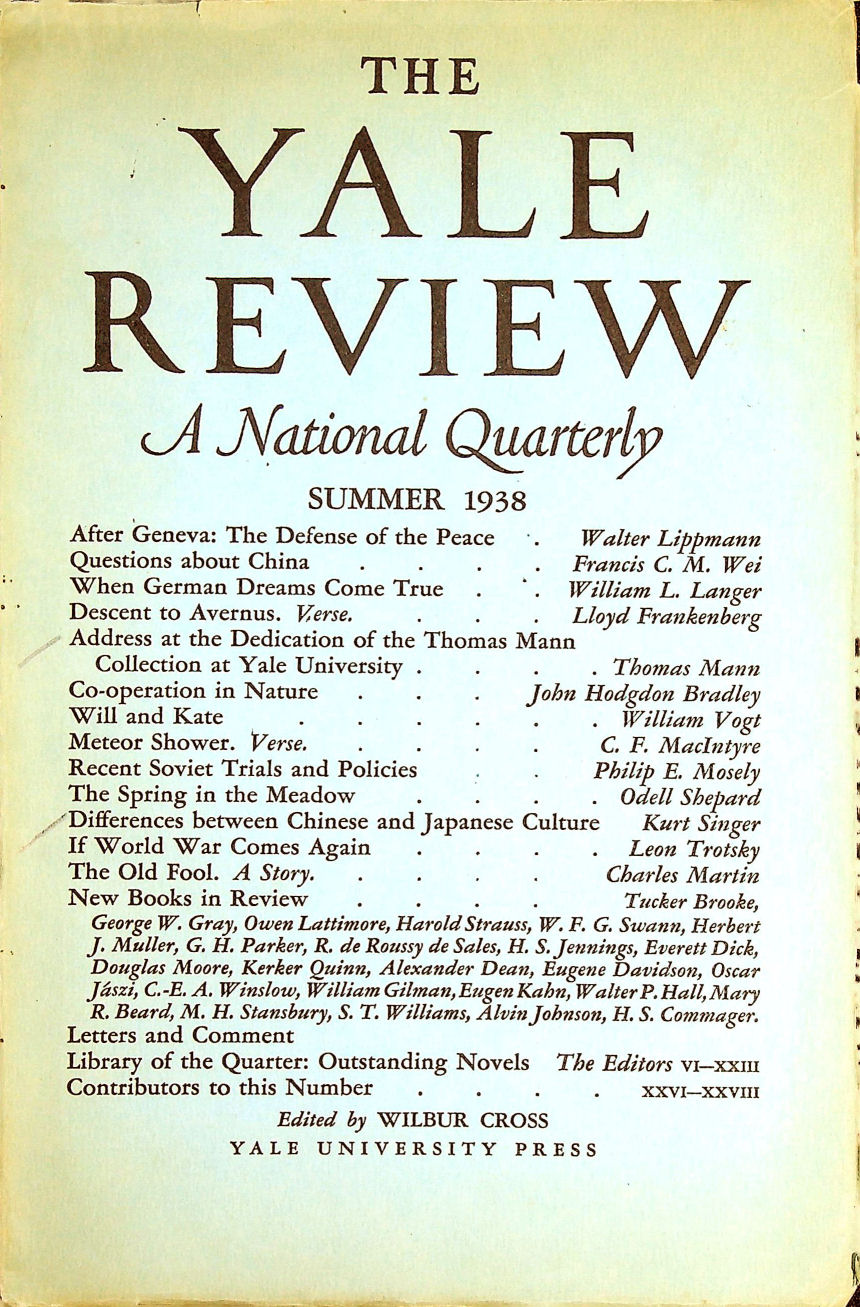 THE
YALE
REVIEW
A National Quarterly
SUMMER 1938
After Geneva: The Defense of the Peace . Walter Lippmann
Questions about China . . . . Francis C. M. Wei
When German Dreams Come True . . William L. Langer
Descent to Avernus. Verse. . . . Lloyd Frankenberg
Address at the Dedication of the Thomas Mann
Collection at Yale University . . . . Thomas Mann
Co-operation in Nature . . . John Hodgdon Bradley
Will and Kate . . . . . . William Vogt
Meteor Shower. Verse. . . . . C. F. MacIntyre
Recent Soviet Trials and Policies . . Philip E. Mosely
The Spring in the Meadow . . . . Odell Shepard
Differences between Chinese and Japanese Culture Kurt Singer
If World War Comes Again . . . . Leon Trotsky
The Old Fool. A Story. . . . . Charles Martin
New Books in Review . . . . Tucker Brooke,
George W. Gray, Owen Lattimore, Harold Strauss, W. F. G. Swann, Herbert
J. Muller, G. H. Parker, R. de Roussy de Sales, H. S. Jennings, Everett Dick,
Douglas Moore, Kerker Quinn, Alexander Dean, Eugene Davidson, Oscar
Jászi, C.-E. A. Winslow, William Gilman, Eugen Kahn, Walter P. Hall, Mary
R. Beard, M. H. Stansbury, S. T. Williams, Alvin Johnson, H. S. Commager.
Letters and Comment
Library of the Quarter: Outstanding Novels The Editors VI–XXIII
Contributors to this Number . . . . XXVI–XXVIII
Edited by WILBUR CROSS
YALE UNIVERSITY PRESS